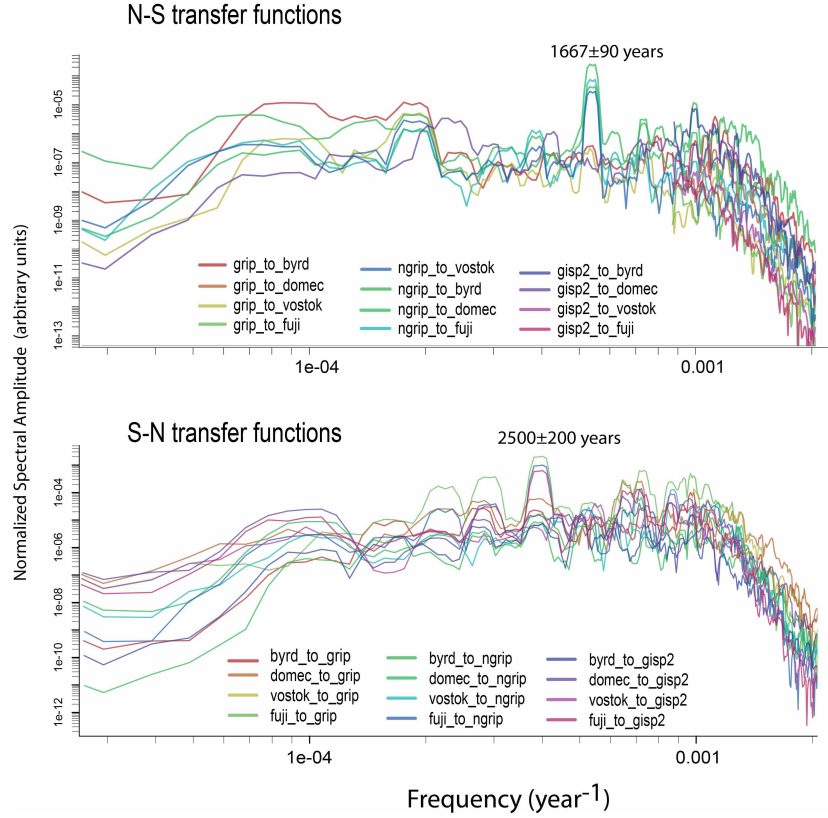 N-S transfer functions
1667±90 years
1e-05
1e-07
1e-09
1e-11
1e-13
grip_to_byrd
grip_to_domec
grip_to_vostok
grip_to_fuji
ngrip_to_vostok
ngrip_to_byrd
ngrip_to_domec
ngrip_to_fuji
gisp2_to_byrd
gisp2_to_domec
gisp2_to_vostok
gisp2_to_fuji
1e-04
0.001
Normalized Spectral Amplitude (arbitrary units)
S-N transfer functions
2500±200 years
1e-04
1e-06
1e-08
1e-10
1e-12
byrd_to_grip
domec_to_grip
vostok_to_grip
fuji_to_grip
byrd_to_ngrip
domec_to_ngrip
vostok_to_ngrip
fuji_to_ngrip
byrd_to_gisp2
domec_to_gisp2
vostok_to_gisp2
fuji_to_gisp2
1e-04
0.001
Frequency (year⁻¹)